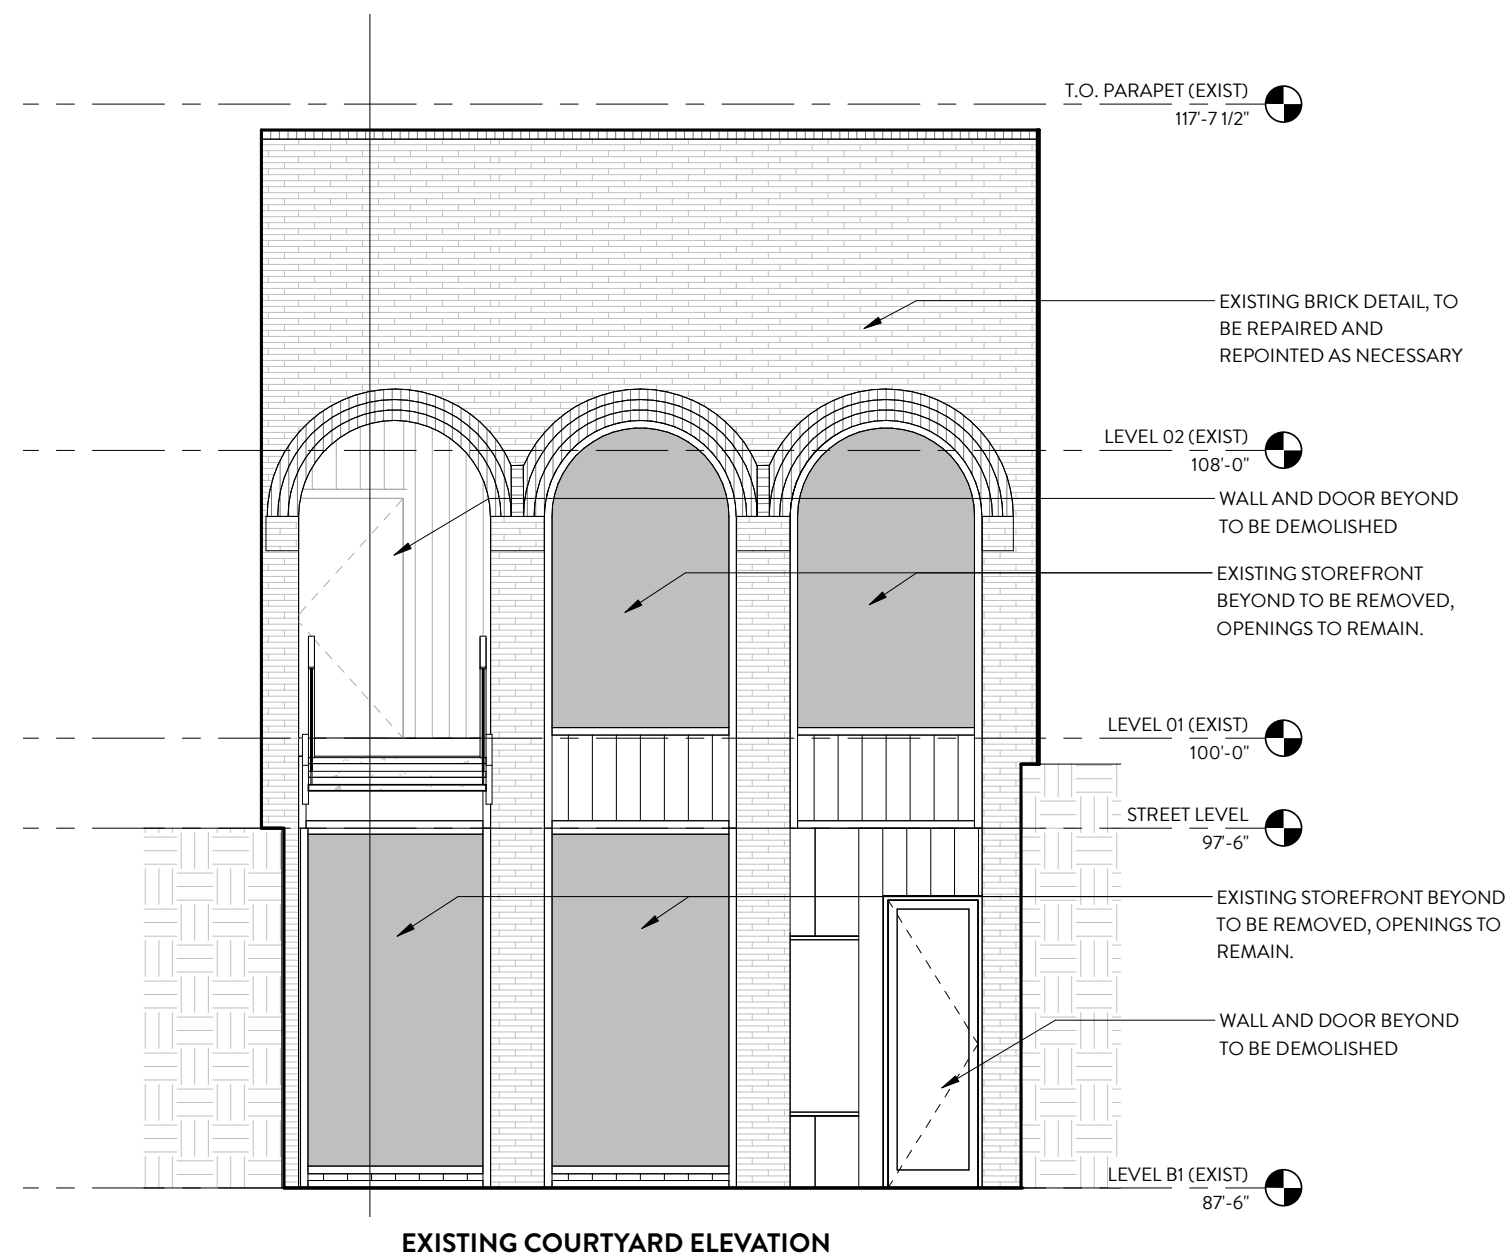 T.O. PARAPET (EXIST)
117'-7 1/2"
EXISTING BRICK DETAIL, TO
BE REPAIRED AND
REPOINTED AS NECESSARY
LEVEL 02 (EXIST)
108'-0"
WALL AND DOOR BEYOND
TO BE DEMOLISHED
EXISTING STOREFRONT
BEYOND TO BE REMOVED,
OPENINGS TO REMAIN.
LEVEL 01 (EXIST)
100'-0"
STREET LEVEL
97'-6"
EXISTING STOREFRONT BEYOND
TO BE REMOVED, OPENINGS TO
REMAIN.
WALL AND DOOR BEYOND
TO BE DEMOLISHED
LEVEL B1 (EXIST)
87'-6"
EXISTING COURTYARD ELEVATION